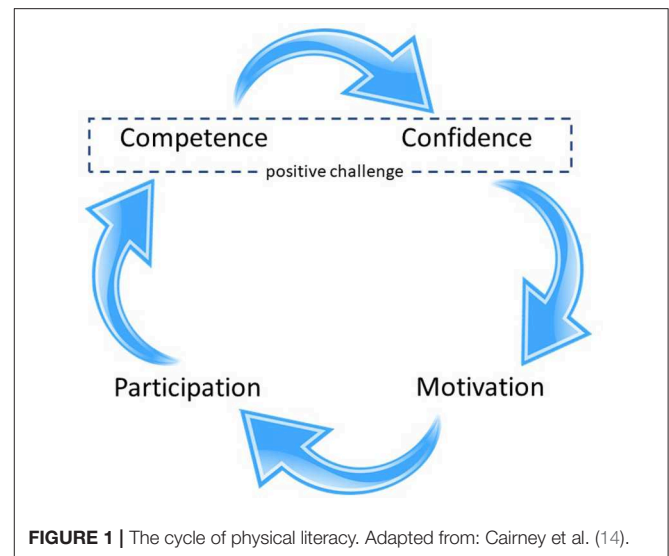 Competence Confidence
positive challenge
Participation Motivation
FIGURE 1 | The cycle of physical literacy. Adapted from: Cairney et al. (14).